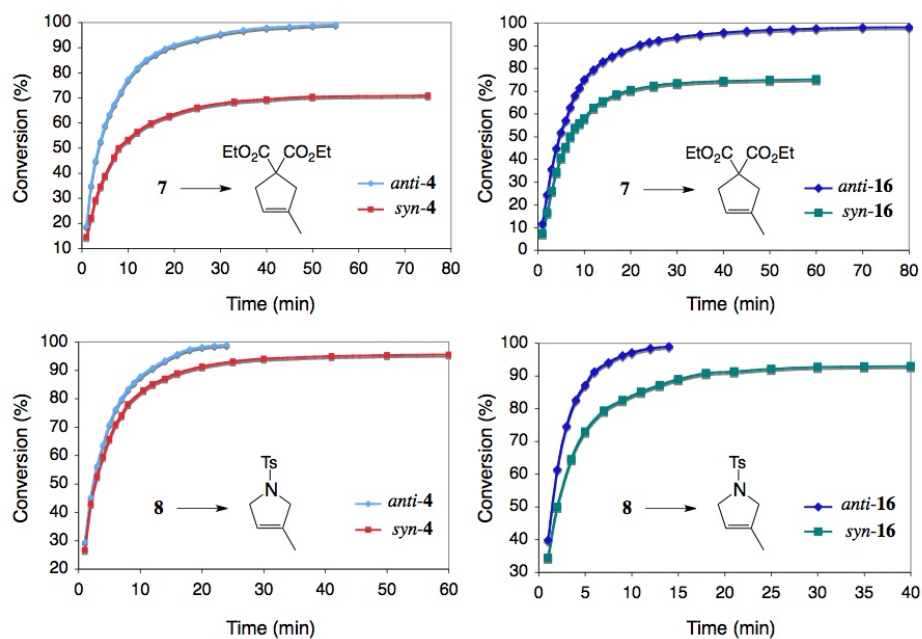 Conversion (%)
100
90
80
70
60
50
40
30
20
10
EtO2C CO2Et
7
anti-4
syn-4
0 10 20 30 40 50 60 70 80
Time (min)
Conversion (%)
100
90
80
70
60
50
40
30
20
10
0
EtO2C CO2Et
7
anti-16
syn-16
0 10 20 30 40 50 60 70 80
Time (min)
Conversion (%)
100
90
80
70
60
50
40
30
20
Ts
N
8
anti-4
syn-4
0 10 20 30 40 50 60
Time (min)
Conversion (%)
100
90
80
70
60
50
40
30
Ts
N
8
anti-16
syn-16
0 5 10 15 20 25 30 35 40
Time (min)